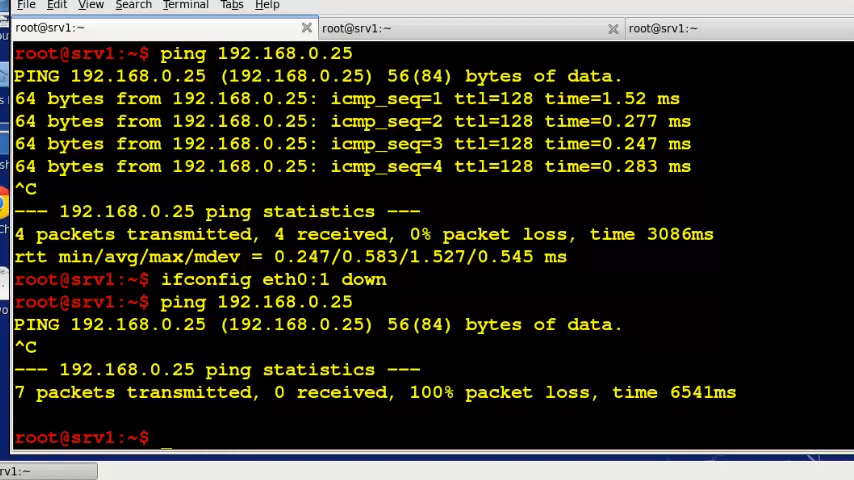 File Edit View Search Terminal Tabs Help
root@srv1:~ root@srv1:~ root@srv1:~
root@srv1:~$ ping 192.168.0.25
PING 192.168.0.25 (192.168.0.25) 56(84) bytes of data.
64 bytes from 192.168.0.25: icmp_seq=1 ttl=128 time=1.52 ms
64 bytes from 192.168.0.25: icmp_seq=2 ttl=128 time=0.277 ms
64 bytes from 192.168.0.25: icmp_seq=3 ttl=128 time=0.247 ms
64 bytes from 192.168.0.25: icmp_seq=4 ttl=128 time=0.283 ms
^C
--- 192.168.0.25 ping statistics ---
4 packets transmitted, 4 received, 0% packet loss, time 3086ms
rtt min/avg/max/mdev = 0.247/0.583/1.527/0.545 ms
root@srv1:~$ ifconfig eth0:1 down
root@srv1:~$ ping 192.168.0.25
PING 192.168.0.25 (192.168.0.25) 56(84) bytes of data.
^C
--- 192.168.0.25 ping statistics ---
7 packets transmitted, 0 received, 100% packet loss, time 6541ms
root@srv1:~$
rv1:~